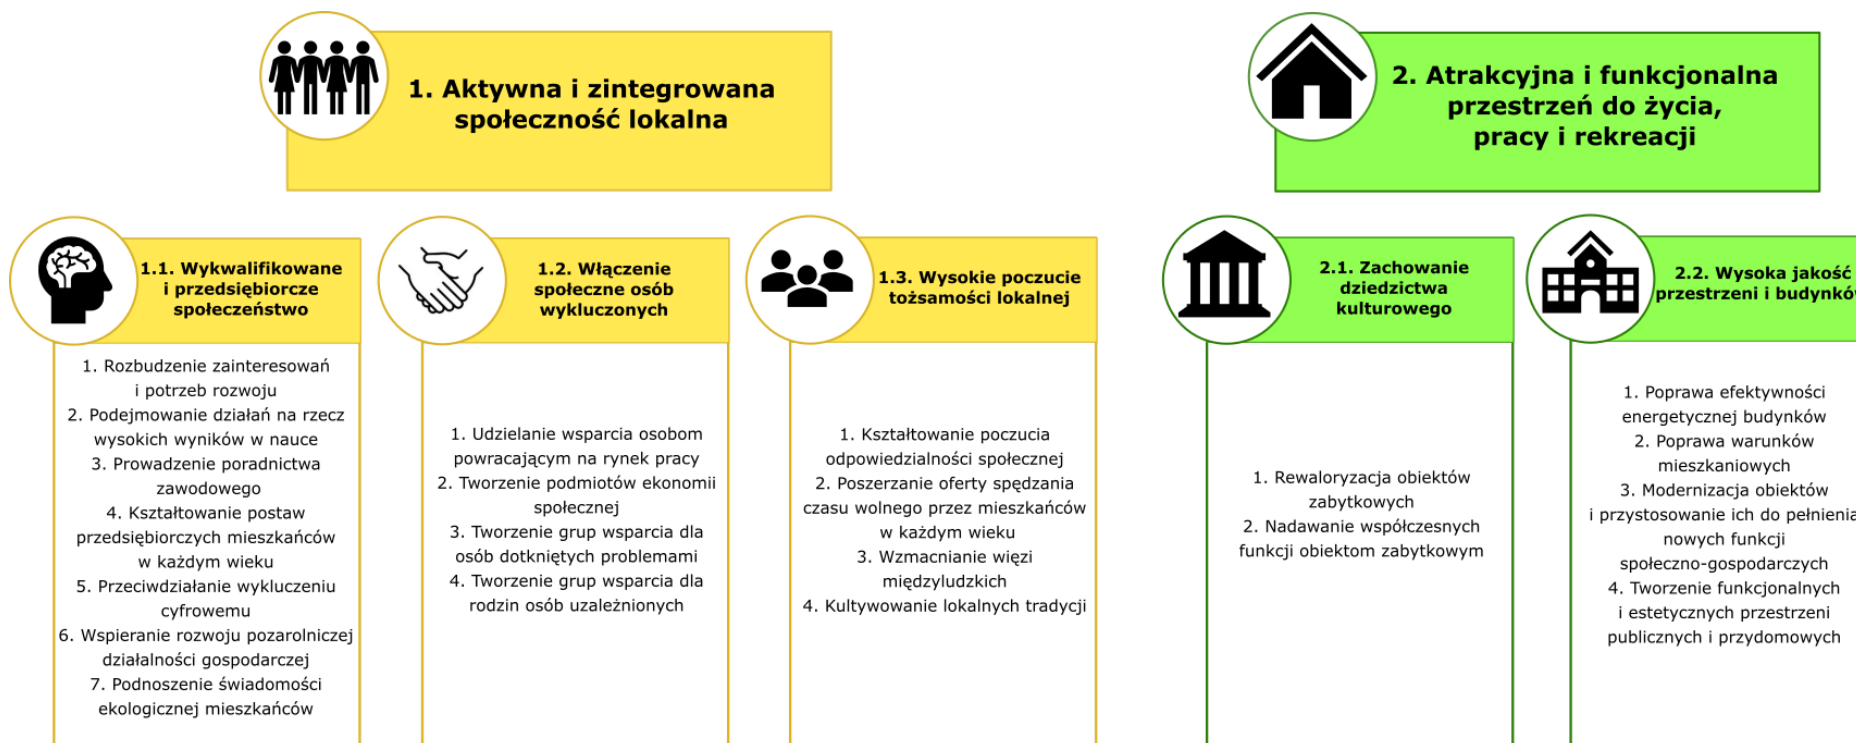 1. Aktywna i zintegrowana
społeczność lokalna
2. Atrakcyjna i funkcjonalna
przestrzeń do życia,
pracy i rekreacji
1.1. Wykwalifikowane
i przedsiębiorcze
społeczeństwo
1. Rozbudzenie zainteresowań
i potrzeb rozwoju
2. Podejmowanie działań na rzecz
wysokich wyników w nauce
3. Prowadzenie poradnictwa
zawodowego
4. Kształtowanie postaw
przedsiębiorczych mieszkańców
w każdym wieku
5. Przeciwdziałanie wykluczeniu
cyfrowemu
6. Wspieranie rozwoju pozarolniczej
działalności gospodarczej
7. Podnoszenie świadomości
ekologicznej mieszkańców
1.2. Włączenie
społeczne osób
wykluczonych
1. Udzielanie wsparcia osobom
powracającym na rynek pracy
2. Tworzenie podmiotów ekonomii
społecznej
3. Tworzenie grup wsparcia dla
osób dotkniętych problemami
4. Tworzenie grup wsparcia dla
rodzin osób uzależnionych
1.3. Wysokie poczucie
tożsamości lokalnej
1. Kształtowanie poczucia
odpowiedzialności społecznej
2. Poszerzanie oferty spędzania
czasu wolnego przez mieszkańców
w każdym wieku
3. Wzmacnianie więzi
międzyludzkich
4. Kultywowanie lokalnych tradycji
2.1. Zachowanie
dziedzictwa
kulturowego
1. Rewaloryzacja obiektów
zabytkowych
2. Nadawanie współczesnych
funkcji obiektom zabytkowym
2.2. Wysoka jakość
przestrzeni i budynków
1. Poprawa efektywności
energetycznej budynków
2. Poprawa warunków
mieszkaniowych
3. Modernizacja obiektów
i przystosowanie ich do pełnienia
nowych funkcji
społeczno-gospodarczych
4. Tworzenie funkcjonalnych
i estetycznych przestrzeni
publicznych i przydomowych